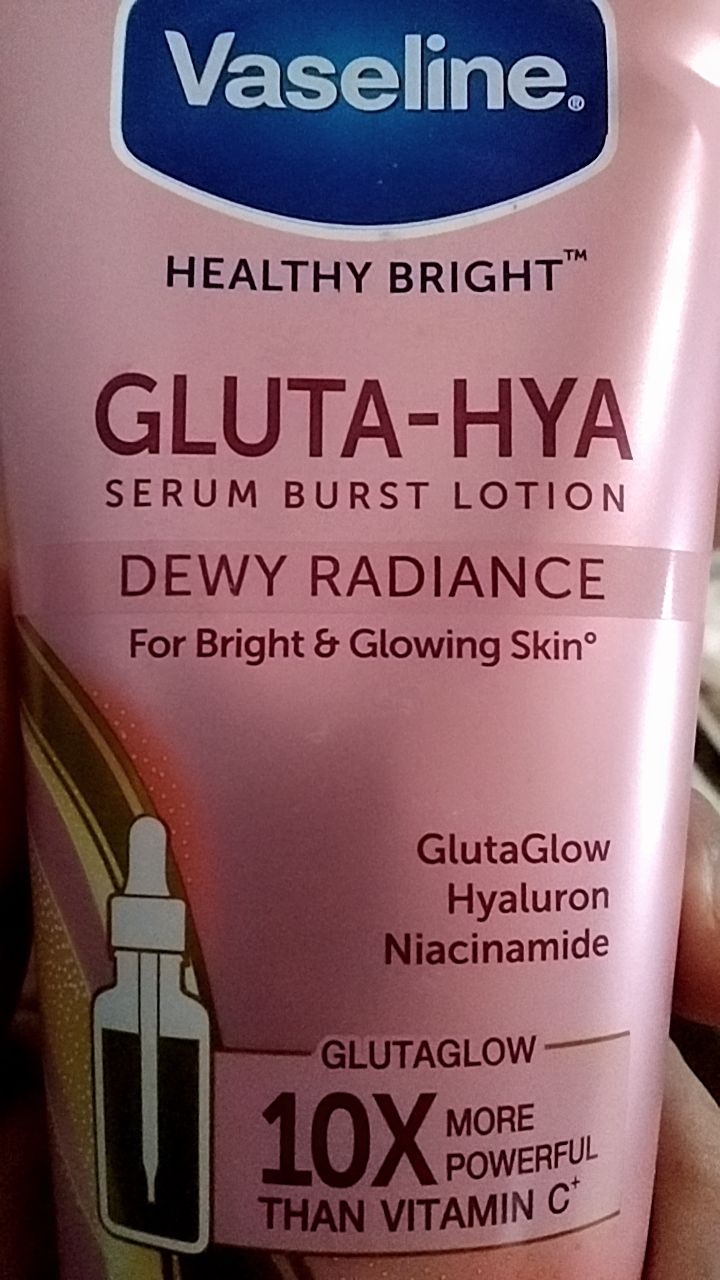 Vaseline®
HEALTHY BRIGHT™
GLUTA-HYA
SERUM BURST LOTION
DEWY RADIANCE
For Bright & Glowing Skin°
GlutaGlow
Hyaluron
Niacinamide
GLUTAGLOW
10X MORE
POWERFUL
THAN VITAMIN C⁺